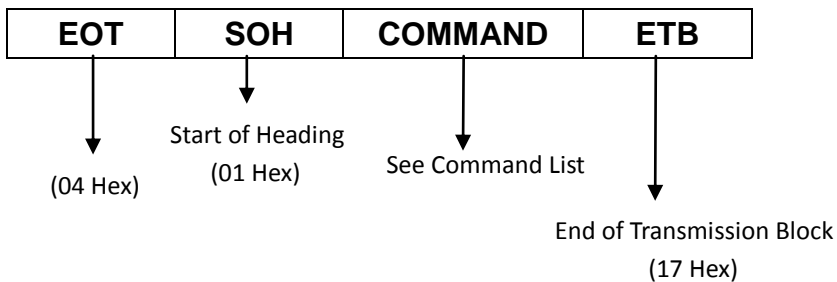 EOT SOH COMMAND ETB
Start of Heading
(01 Hex)
See Command List
(04 Hex)
End of Transmission Block
(17 Hex)